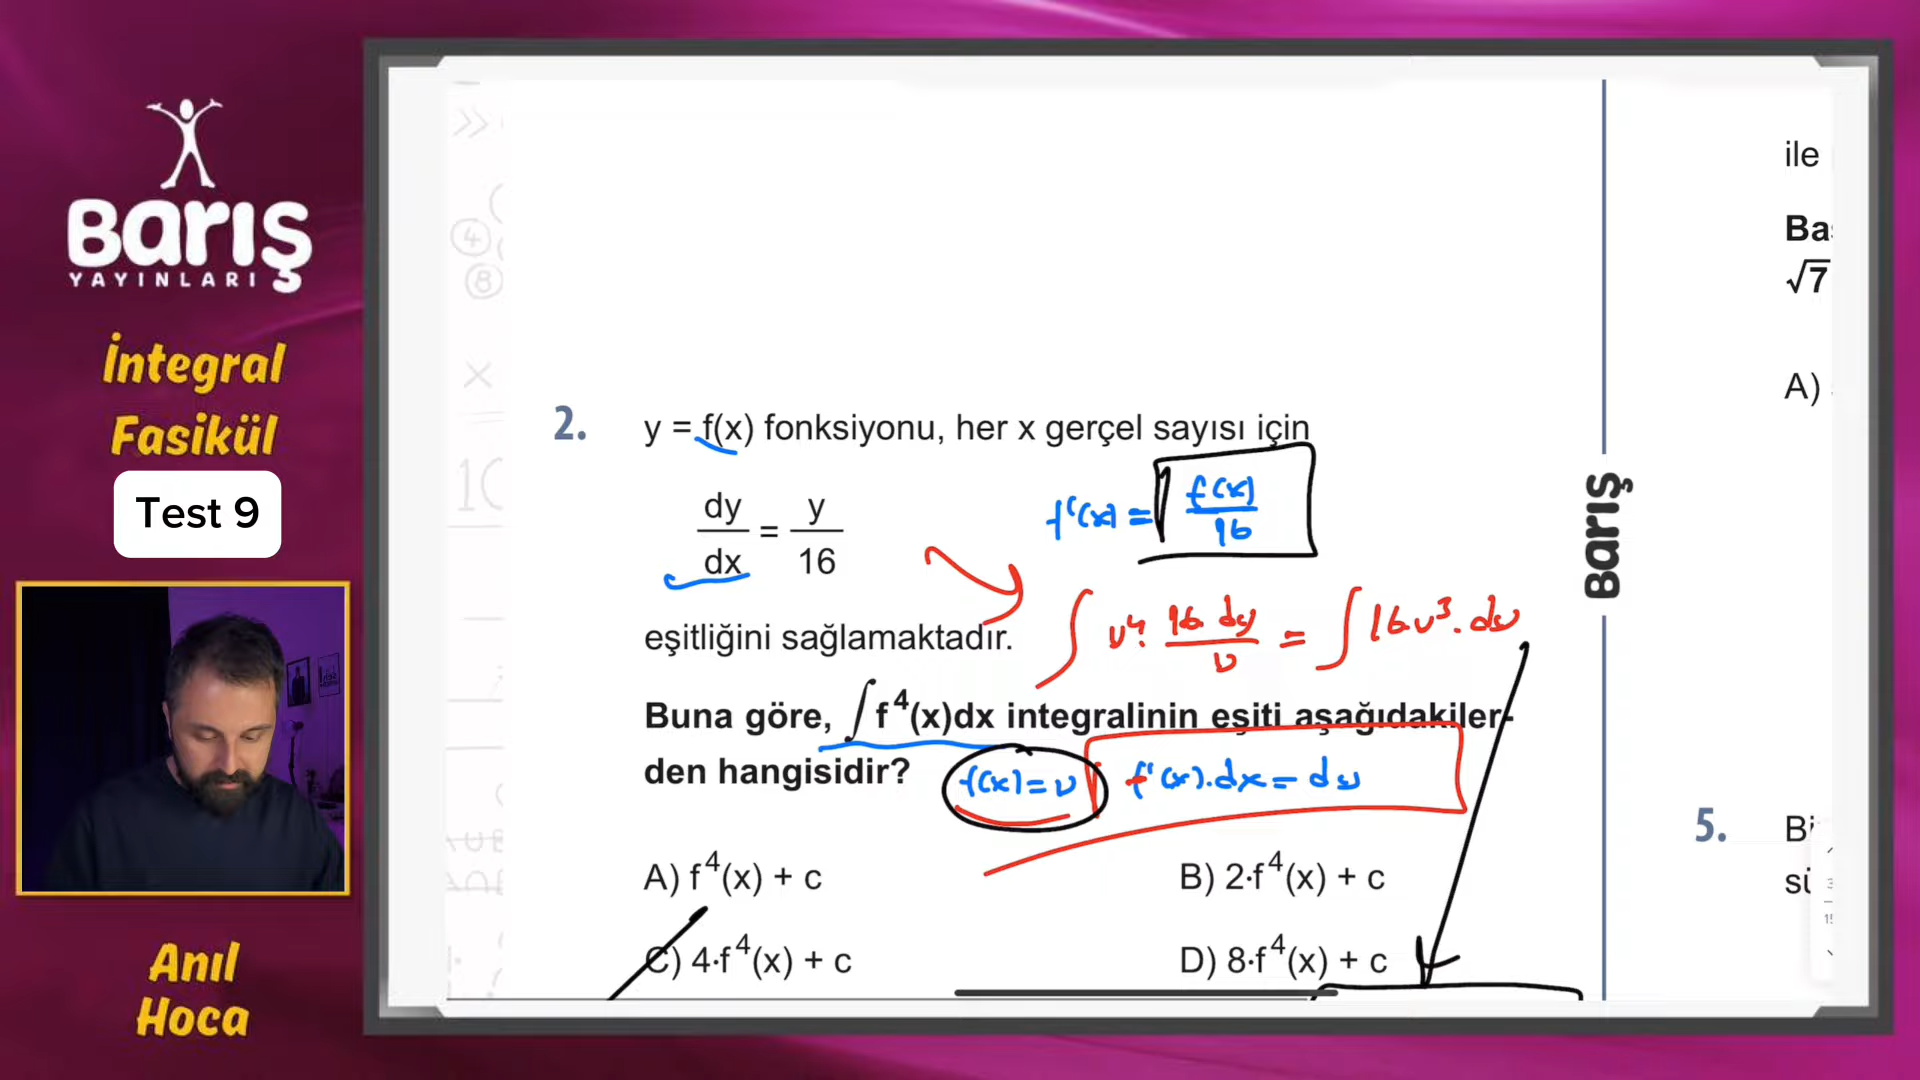 Barış
YAYINLARI
İntegral
Fasikül
Test 9
Anıl
Hoca
2. y = f(x) fonksiyonu, her x gerçel sayısı için
dy/dx = y/16
f'(x) = f(x)/16
eşitliğini sağlamaktadır.
∫ u⁴ · 16 du/u = ∫ 16u³ · du
Buna göre, ∫f⁴(x)dx integralinin eşiti aşağıdakiler-
den hangisidir?
f(x) = u
f'(x).dx = du
A) f⁴(x) + c
B) 2·f⁴(x) + c
C) 4·f⁴(x) + c
D) 8·f⁴(x) + c
Barış
ile
√7
A)
5.